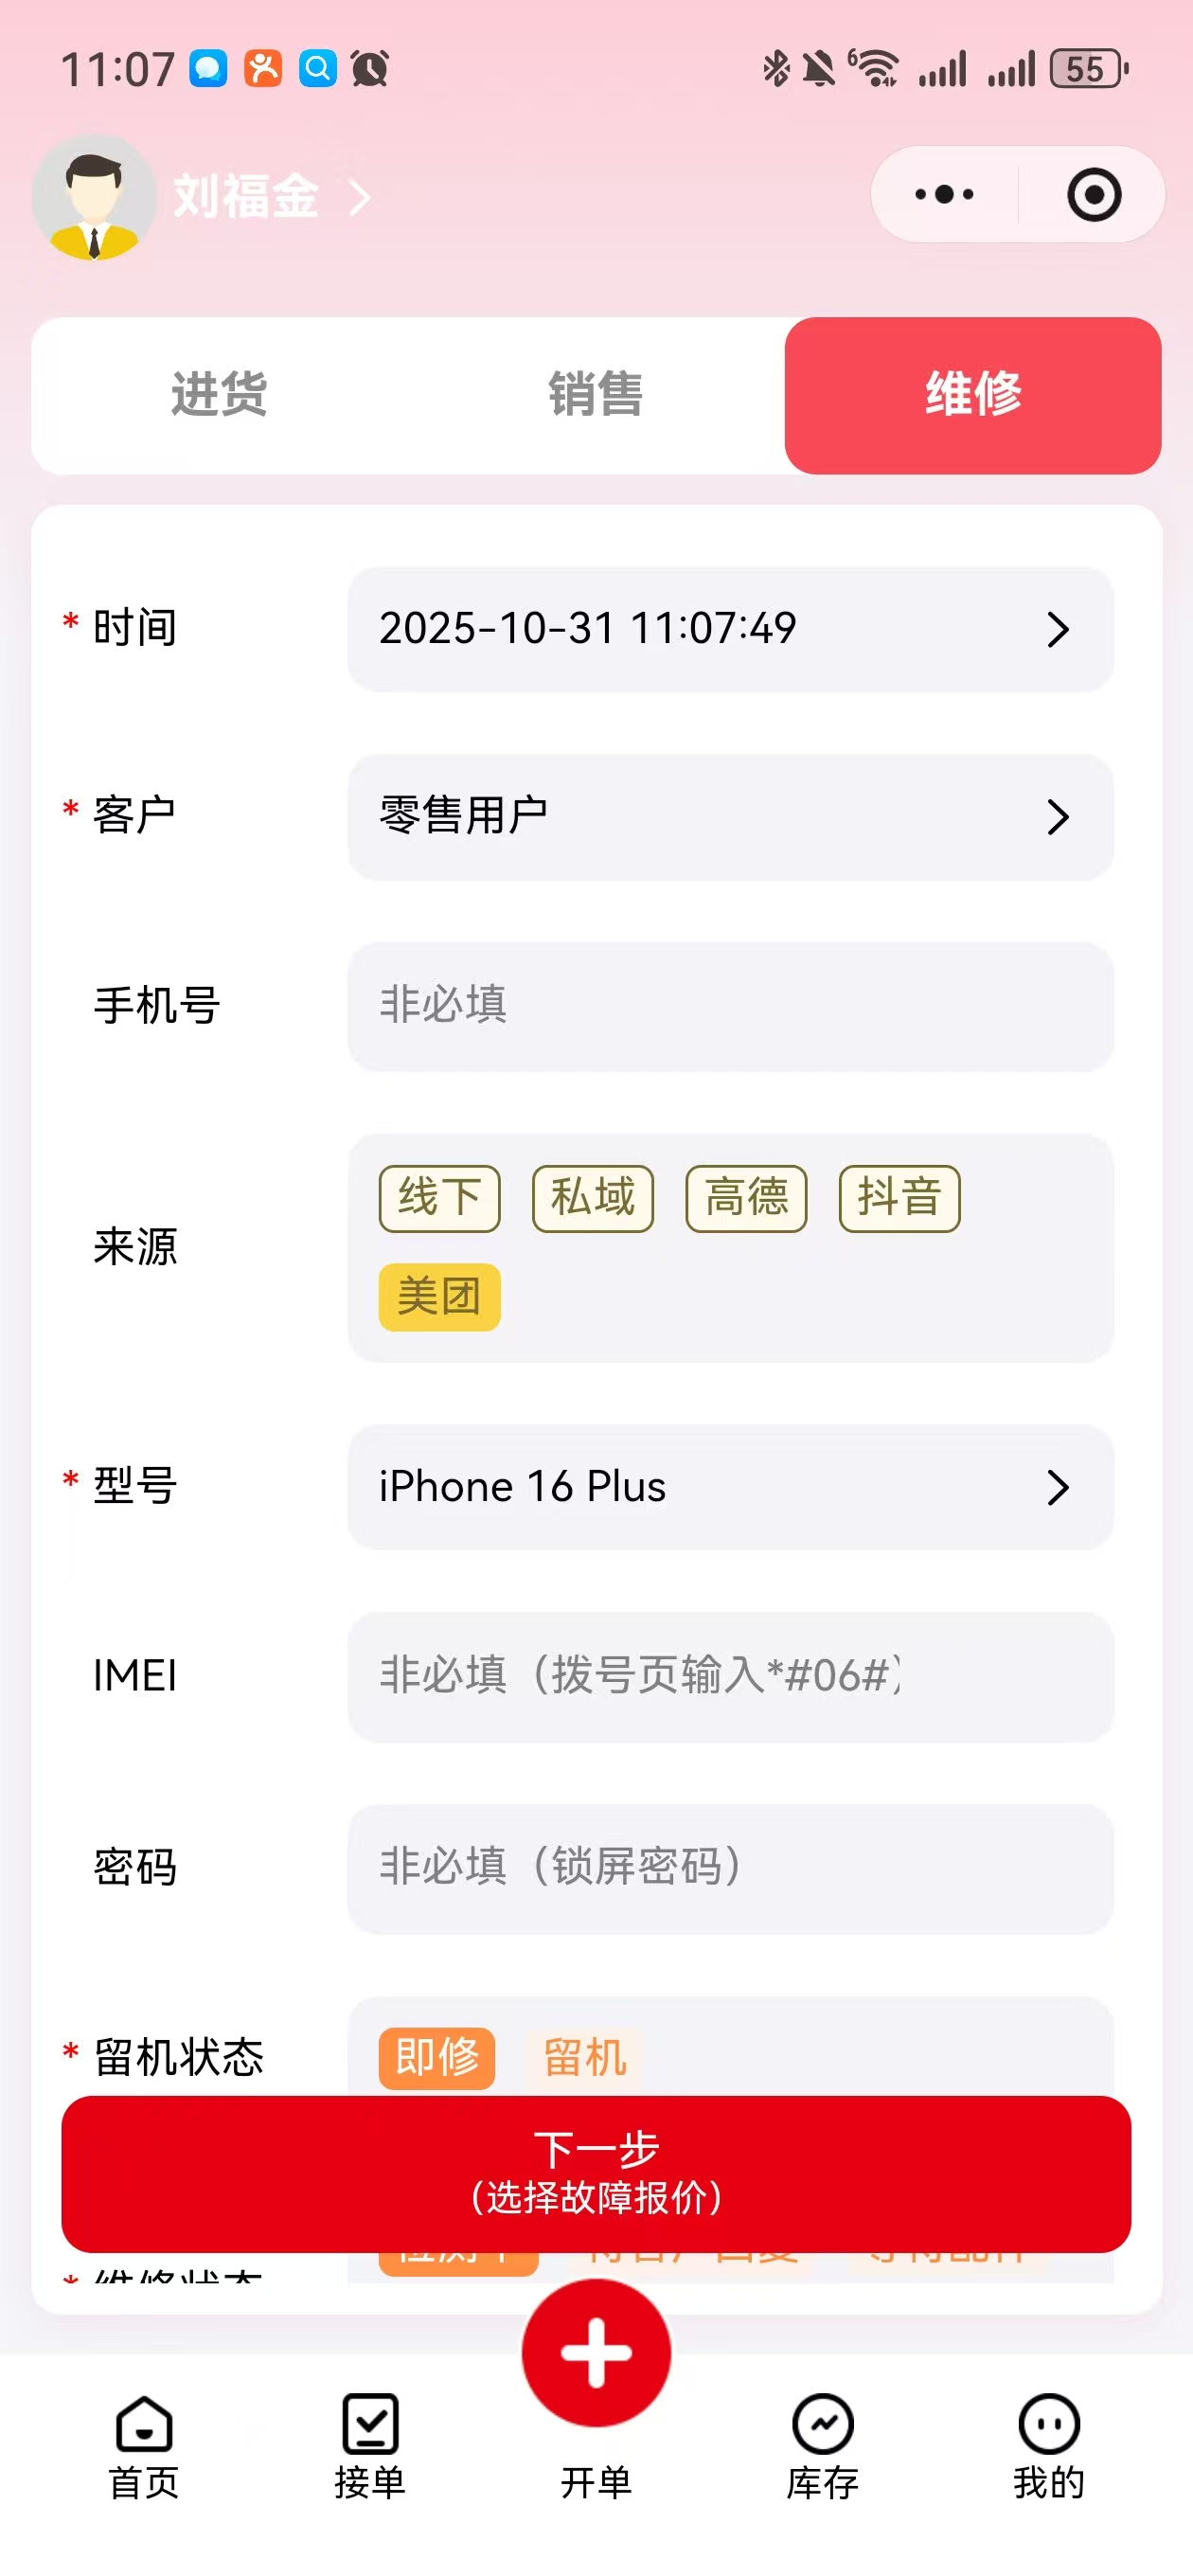 11:07
6
55
刘福金
进货 销售 维修
* 时间 2025-10-31 11:07:49
* 客户 零售用户
手机号 非必填
来源
线下 私域 高德 抖音
美团
* 型号 iPhone 16 Plus
IMEI 非必填（拨号页输入*#06#）
密码 非必填（锁屏密码）
* 留机状态 即修 留机
下一步
（选择故障报价）
* 维修状态
首页 接单 开单 库存 我的